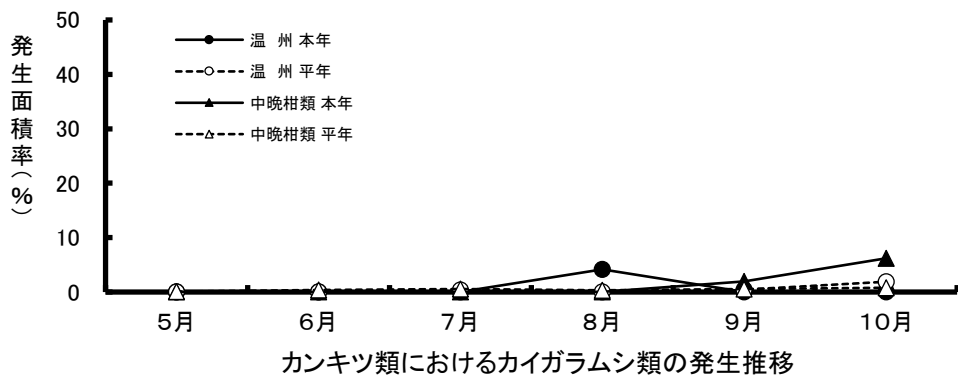 発生面積率(%)
50
40
30
20
10
0
温 州 本年
温 州 平年
中晩柑類 本年
中晩柑類 平年
5月 6月 7月 8月 9月 10月
カンキツ類におけるカイガラムシ類の発生推移